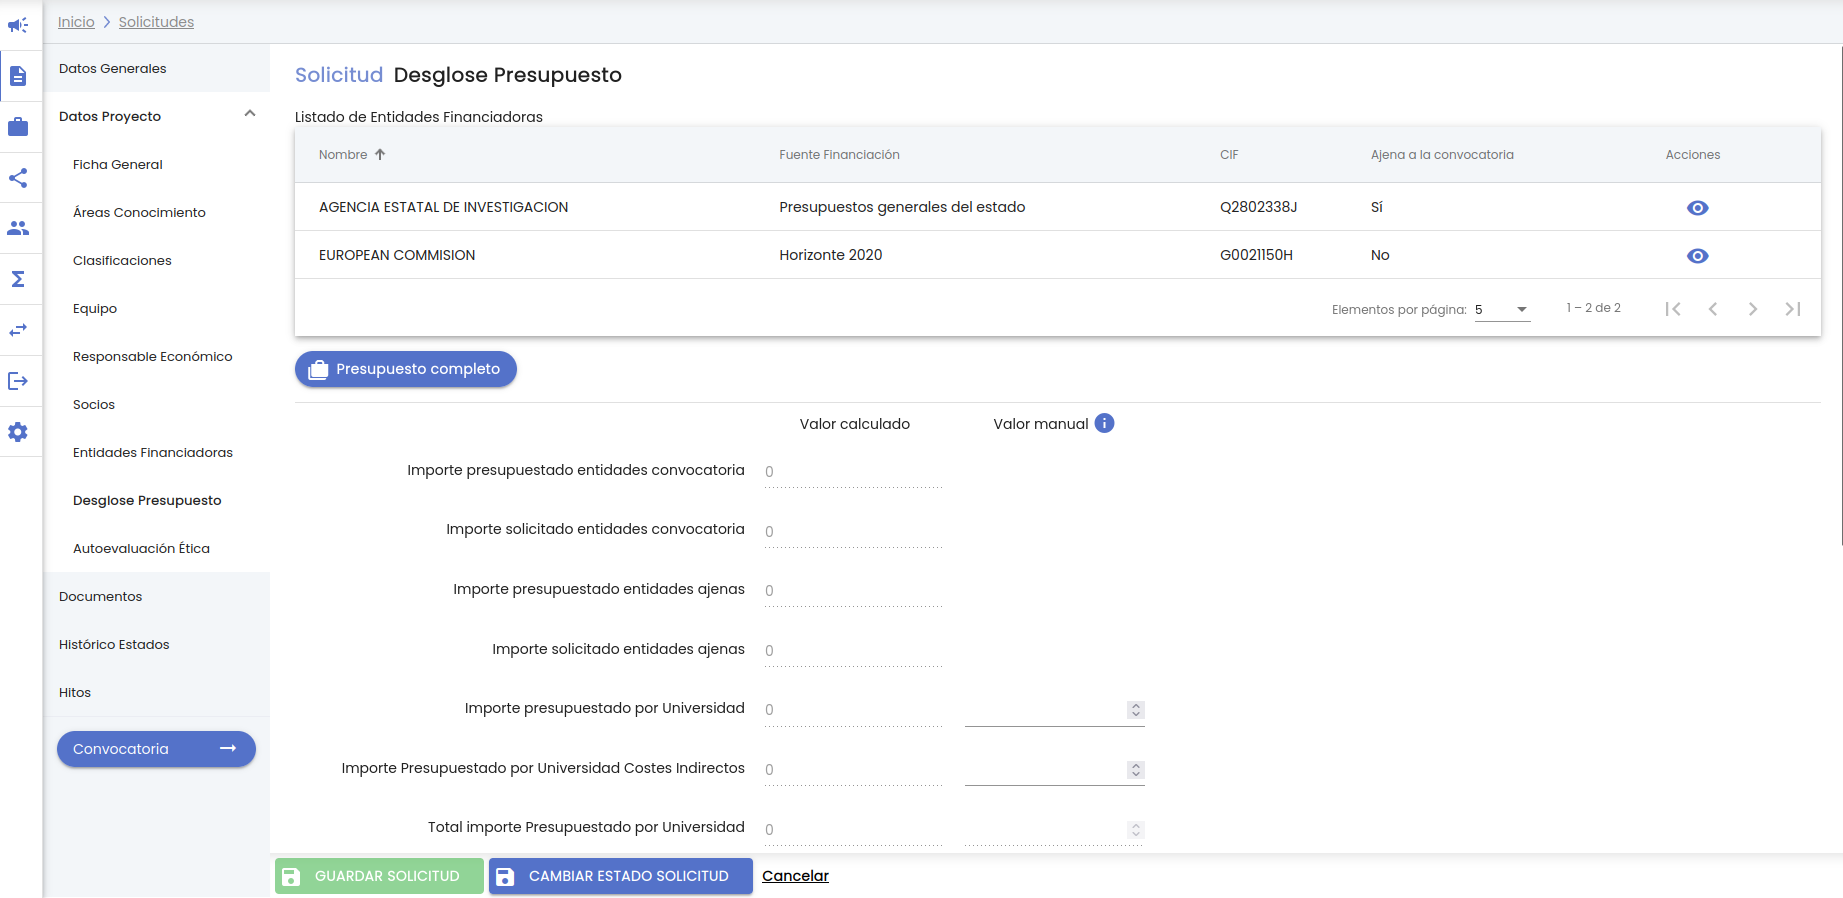 Inicio > Solicitudes
Datos Generales
Datos Proyecto
Ficha General
Áreas Conocimiento
Clasificaciones
Equipo
Responsable Económico
Socios
Entidades Financiadoras
Desglose Presupuesto
Autoevaluación Ética
Documentos
Histórico Estados
Hitos
Convocatoria
Solicitud Desglose Presupuesto
Listado de Entidades Financiadoras
Nombre Fuente Financiación CIF Ajena a la convocatoria Acciones
AGENCIA ESTATAL DE INVESTIGACION Presupuestos generales del estado Q2802338J Sí
EUROPEAN COMMISION Horizonte 2020 G0021150H No
Elementos por página: 5 1 – 2 de 2
Presupuesto completo
Valor calculado Valor manual
Importe presupuestado entidades convocatoria 0
Importe solicitado entidades convocatoria 0
Importe presupuestado entidades ajenas 0
Importe solicitado entidades ajenas 0
Importe presupuestado por Universidad 0
Importe Presupuestado por Universidad Costes Indirectos 0
Total importe Presupuestado por Universidad 0
GUARDAR SOLICITUD CAMBIAR ESTADO SOLICITUD Cancelar